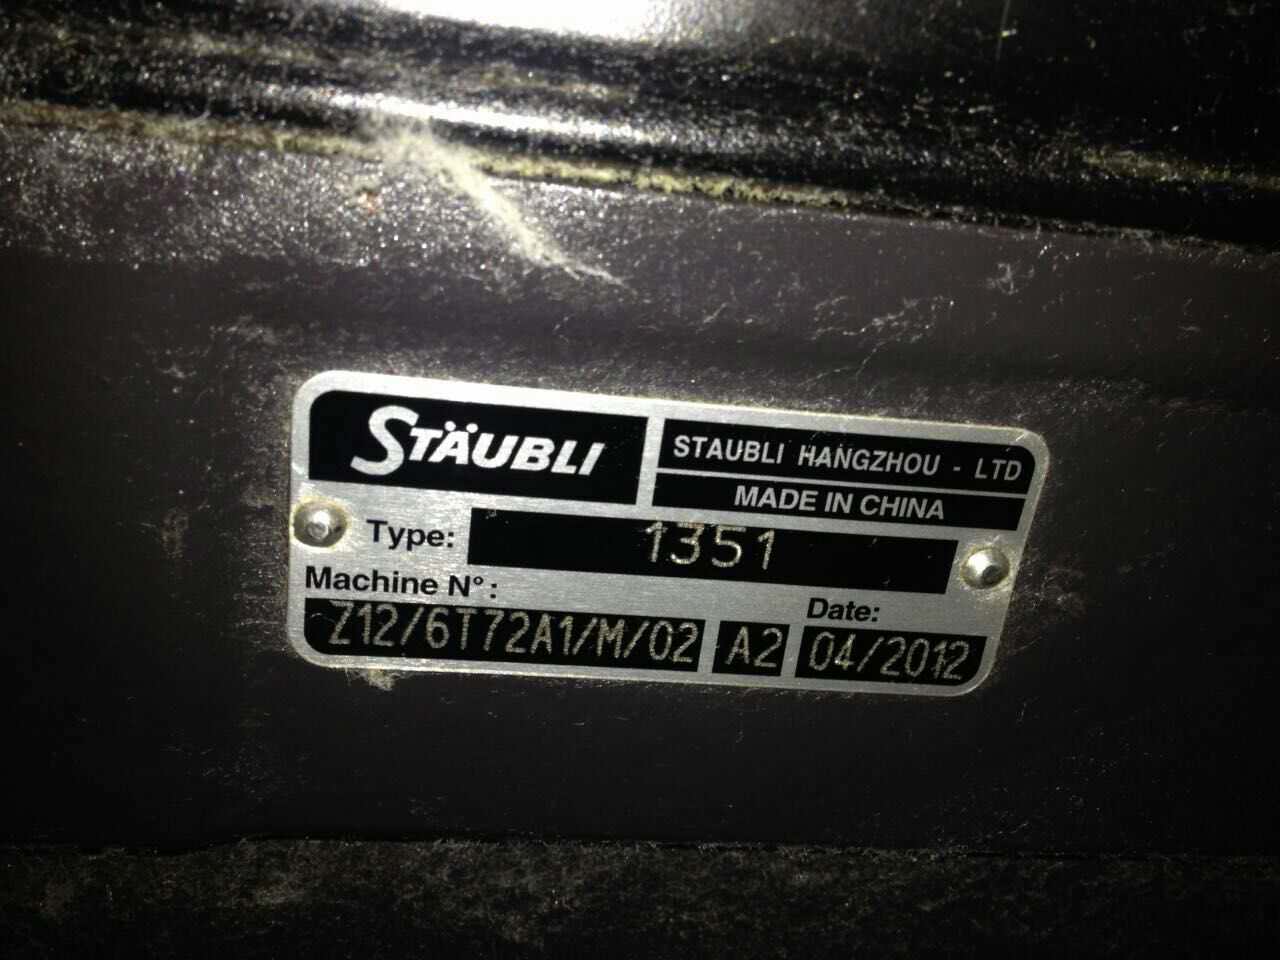 STÄUBLI
STAUBLI HANGZHOU - LTD
MADE IN CHINA
Type: 1351
Machine N°:
Date:
Z12/6T72A1/M/02 A2 04/2012